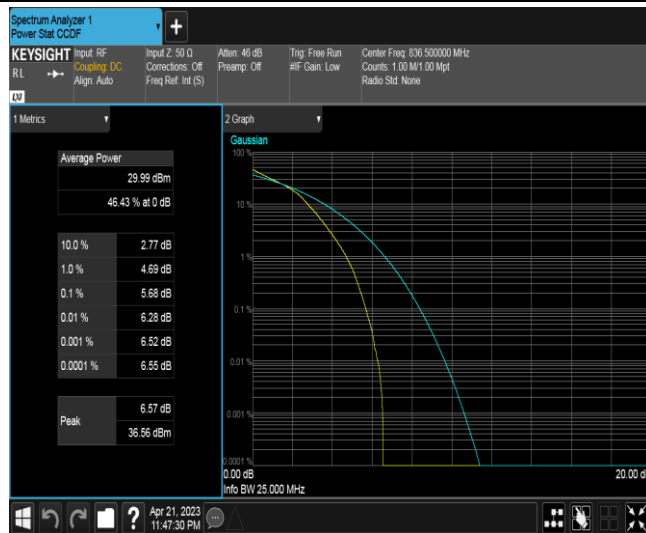 Spectrum Analyzer 1
Power Stat CCDF
+
KEYSIGHT
RL
Input: RF
Coupling: DC
Align: Auto
Input Z: 50 Ω
Corrections: Off
Freq Ref: Int (S)
Atten: 46 dB
Preamp: Off
Trig: Free Run
#IF Gain: Low
Center Freq: 836.500000 MHz
Counts: 1.00 M/1.00 Mpt
Radio Std: None
1 Metrics
Average Power
29.99 dBm
46.43 % at 0 dB
10.0 % 2.77 dB
1.0 % 4.69 dB
0.1 % 5.68 dB
0.01 % 6.28 dB
0.001 % 6.52 dB
0.0001 % 6.55 dB
Peak
6.57 dB
36.56 dBm
2 Graph
Gaussian
100 %
10 %
1 %
0.1 %
0.01 %
0.001 %
0.0001 %
0.00 dB
20.00 d
Info BW 25.000 MHz
?
Apr 21, 2023
11:47:30 PM